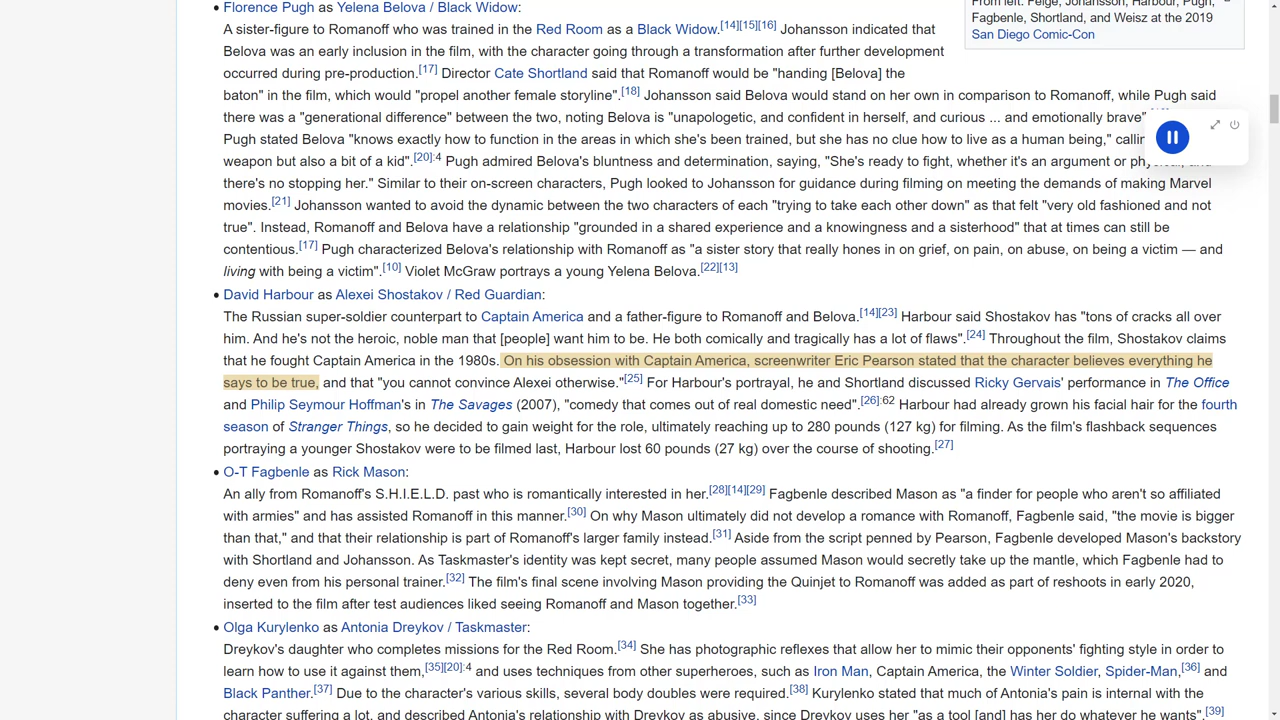 Florence Pugh as Yelena Belova / Black Widow:
From left: Feige, Johansson, Harbour, Pugh,
Fagbenle, Shortland, and Weisz at the 2019
San Diego Comic-Con
A sister-figure to Romanoff who was trained in the Red Room as a Black Widow.[14][15][16] Johansson indicated that
Belova was an early inclusion in the film, with the character going through a transformation after further development
occurred during pre-production.[17] Director Cate Shortland said that Romanoff would be "handing [Belova] the
baton" in the film, which would "propel another female storyline".[18] Johansson said Belova would stand on her own in comparison to Romanoff, while Pugh said
there was a "generational difference" between the two, noting Belova is "unapologetic, and confident in herself, and curious ... and emotionally brave"
Pugh stated Belova "knows exactly how to function in the areas in which she's been trained, but she has no clue how to live as a human being,"
weapon but also a bit of a kid".[20]:4 Pugh admired Belova's bluntness and determination, saying, "She's ready to fight, whether it's an argument or
there's no stopping her." Similar to their on-screen characters, Pugh looked to Johansson for guidance during filming on meeting the demands of making Marvel
movies.[21] Johansson wanted to avoid the dynamic between the two characters of each "trying to take each other down" as that felt "very old fashioned and not
true". Instead, Romanoff and Belova have a relationship "grounded in a shared experience and a knowingness and a sisterhood" that at times can still be
contentious.[17] Pugh characterized Belova's relationship with Romanoff as "a sister story that really hones in on grief, on pain, on abuse, on being a victim — and
living with being a victim".[10] Violet McGraw portrays a young Yelena Belova.[22][13]
David Harbour as Alexei Shostakov / Red Guardian:
The Russian super-soldier counterpart to Captain America and a father-figure to Romanoff and Belova.[14][23] Harbour said Shostakov has "tons of cracks all over
him. And he's not the heroic, noble man that [people] want him to be. He both comically and tragically has a lot of flaws".[24] Throughout the film, Shostakov claims
that he fought Captain America in the 1980s. On his obsession with Captain America, screenwriter Eric Pearson stated that the character believes everything he
says to be true, and that "you cannot convince Alexei otherwise."[25] For Harbour's portrayal, he and Shortland discussed Ricky Gervais' performance in The Office
and Philip Seymour Hoffman's in The Savages (2007), "comedy that comes out of real domestic need".[26]:62 Harbour had already grown his facial hair for the fourth
season of Stranger Things, so he decided to gain weight for the role, ultimately reaching up to 280 pounds (127 kg) for filming. As the film's flashback sequences
portraying a younger Shostakov were to be filmed last, Harbour lost 60 pounds (27 kg) over the course of shooting.[27]
O-T Fagbenle as Rick Mason:
An ally from Romanoff's S.H.I.E.L.D. past who is romantically interested in her.[28][14][29] Fagbenle described Mason as "a finder for people who aren't so affiliated
with armies" and has assisted Romanoff in this manner.[30] On why Mason ultimately did not develop a romance with Romanoff, Fagbenle said, "the movie is bigger
than that," and that their relationship is part of Romanoff's larger family instead.[31] Aside from the script penned by Pearson, Fagbenle developed Mason's backstory
with Shortland and Johansson. As Taskmaster's identity was kept secret, many people assumed Mason would secretly take up the mantle, which Fagbenle had to
deny even from his personal trainer.[32] The film's final scene involving Mason providing the Quinjet to Romanoff was added as part of reshoots in early 2020,
inserted to the film after test audiences liked seeing Romanoff and Mason together.[33]
Olga Kurylenko as Antonia Dreykov / Taskmaster:
Dreykov's daughter who completes missions for the Red Room.[34] She has photographic reflexes that allow her to mimic their opponents' fighting style in order to
learn how to use it against them,[35][20]:4 and uses techniques from other superheroes, such as Iron Man, Captain America, the Winter Soldier, Spider-Man,[36] and
Black Panther.[37] Due to the character's various skills, several body doubles were required.[38] Kurylenko stated that much of Antonia's pain is internal with the
character suffering a lot, and described Antonia's relationship with Dreykov as abusive, since Dreykov uses her "as a tool [and] has her do whatever he wants".[39]